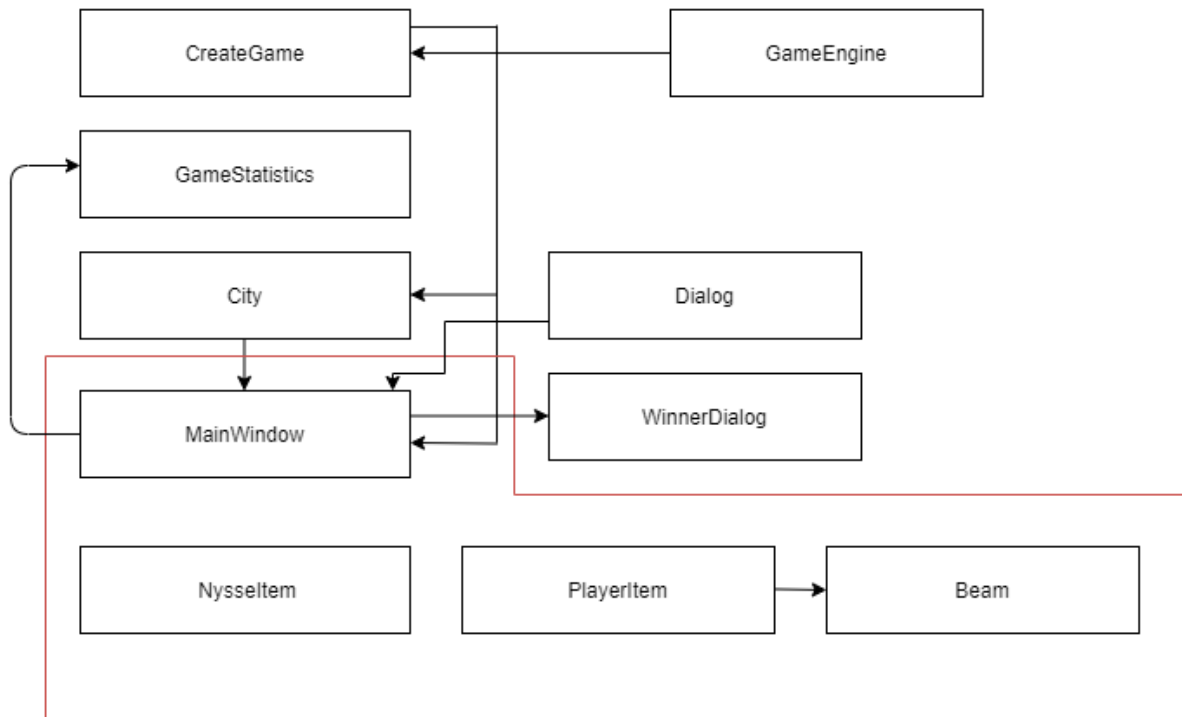 CreateGame
GameEngine
GameStatistics
City
Dialog
MainWindow
WinnerDialog
NysseItem
PlayerItem
Beam